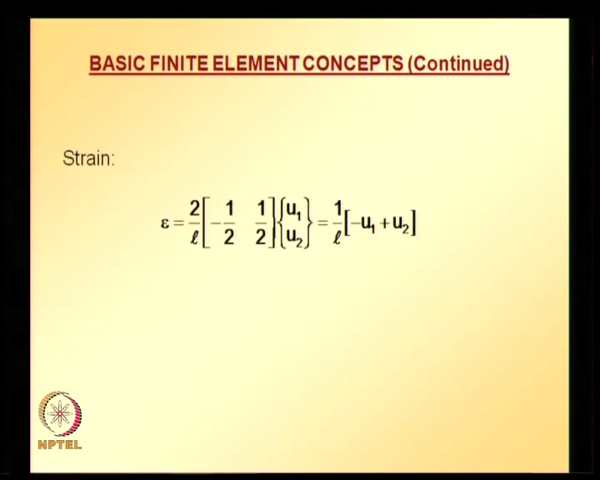 BASIC FINITE ELEMENT CONCEPTS (Continued)
Strain:
ε = 2/ℓ [-1/2 1/2] {u₁ u₂} = 1/ℓ [-u₁ + u₂]
NPTEL